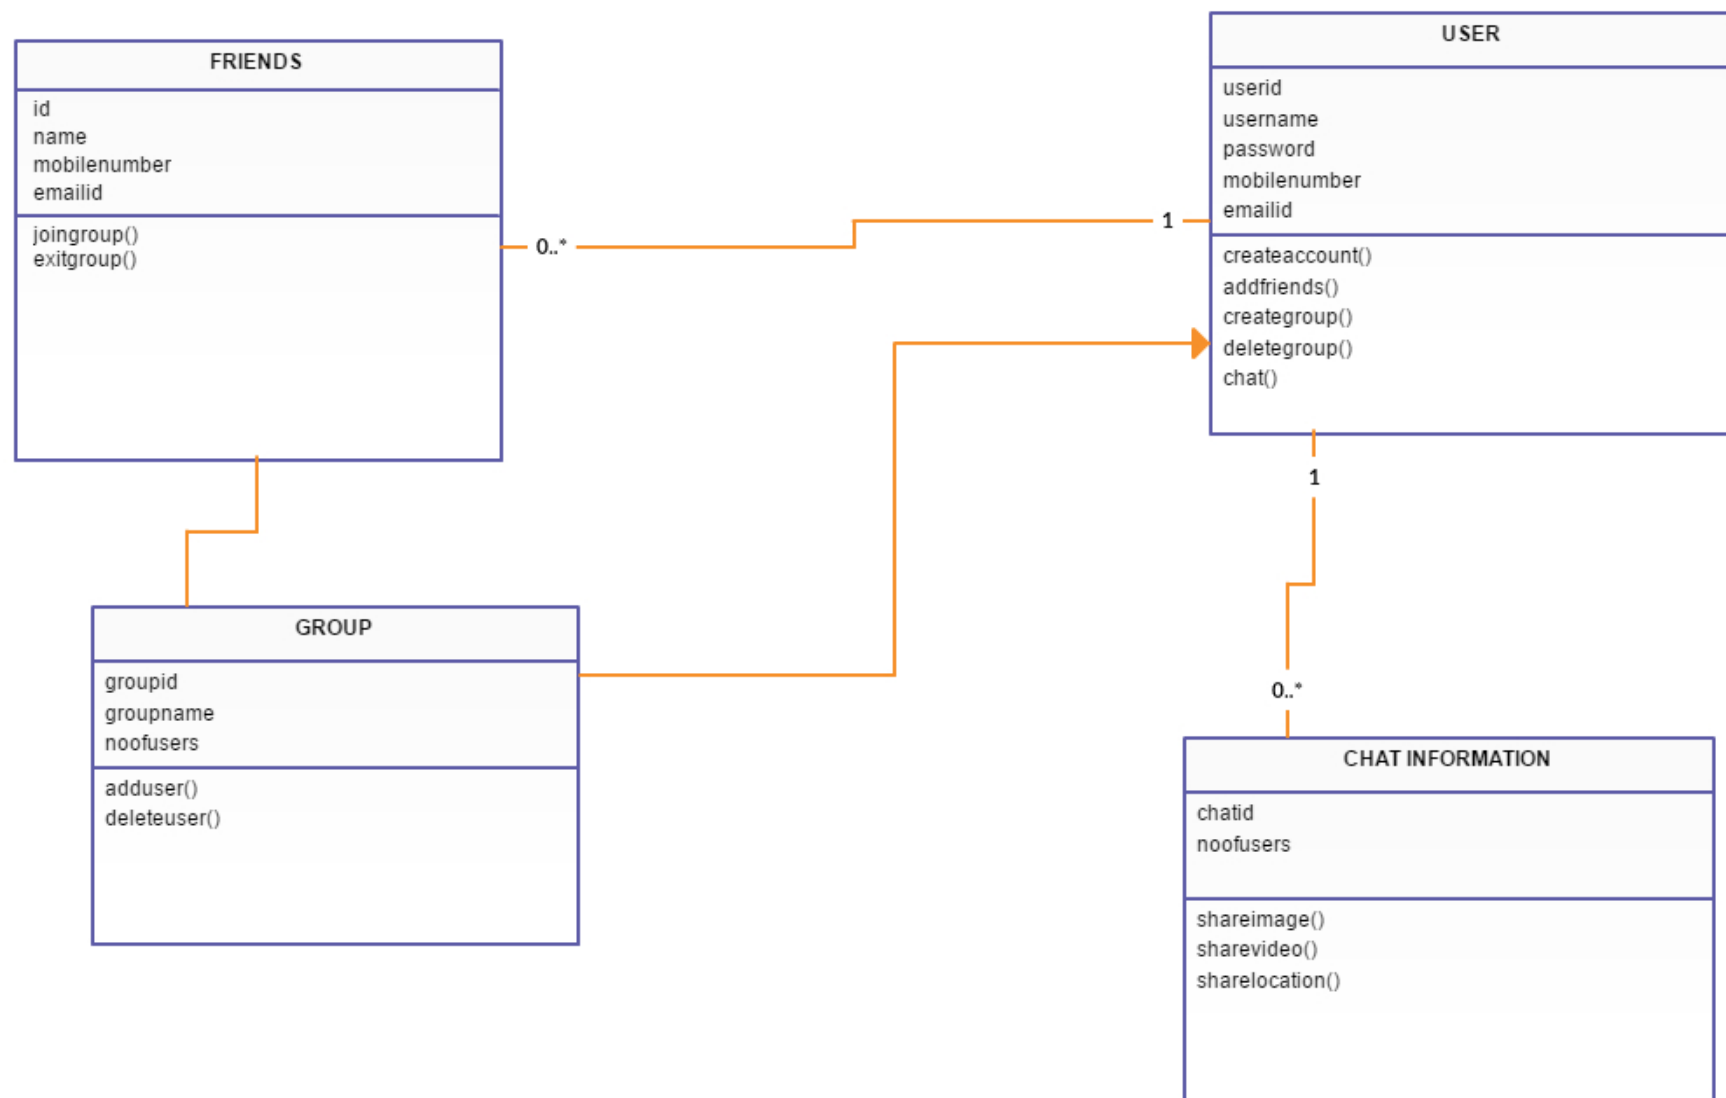 FRIENDS
id
name
mobilenumber
emailid
joingroup()
exitgroup()
0..*
1
USER
userid
username
password
mobilenumber
emailid
createaccount()
addfriends()
creategroup()
deletegroup()
chat()
1
0..*
GROUP
groupid
groupname
noofusers
adduser()
deleteuser()
CHAT INFORMATION
chatid
noofusers
shareimage()
sharevideo()
sharelocation()